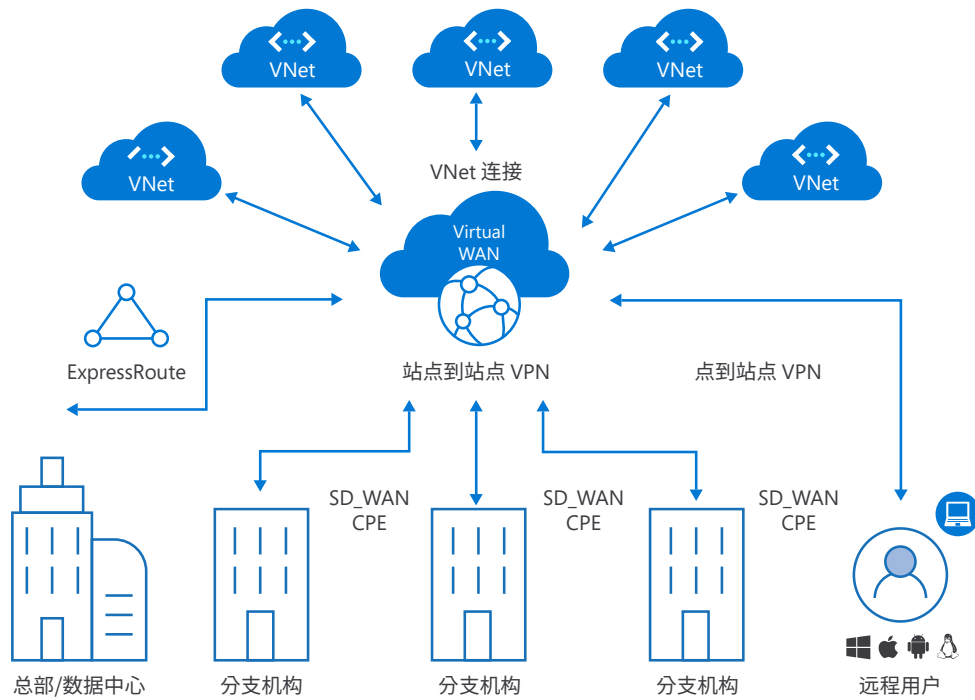 VNet
VNet
VNet
VNet
VNet
VNet 连接
Virtual
WAN
ExpressRoute
站点到站点 VPN
点到站点 VPN
SD_WAN
CPE
SD_WAN
CPE
SD_WAN
CPE
总部/数据中心
分支机构
分支机构
分支机构
远程用户